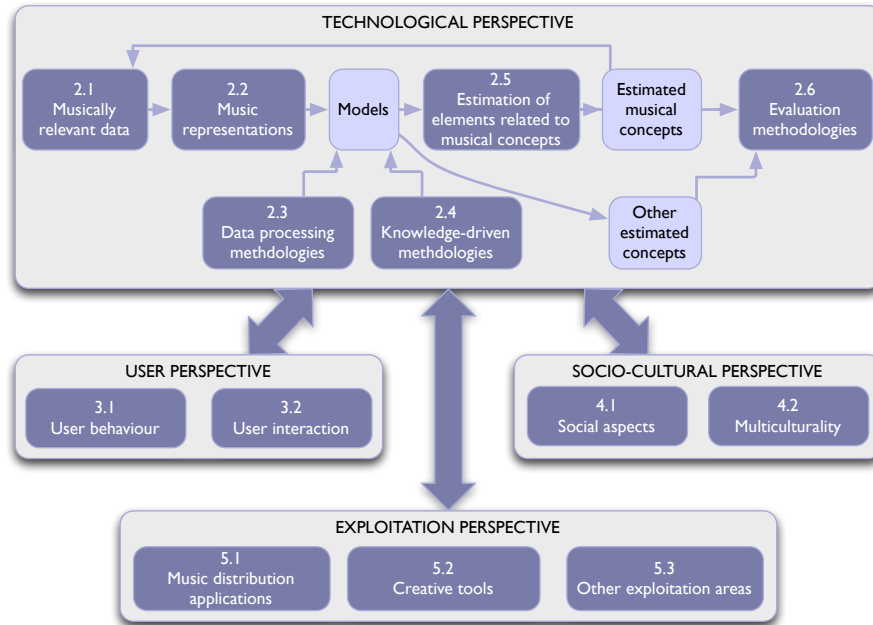 TECHNOLOGICAL PERSPECTIVE
2.1
Musically
relevant data
2.2
Music
representations
Models
2.5
Estimation of
elements related to
musical concepts
Estimated
musical
concepts
2.6
Evaluation
methodologies
2.3
Data processing
methdologies
2.4
Knowledge-driven
methdologies
Other
estimated
concepts
USER PERSPECTIVE
3.1
User behaviour
3.2
User interaction
SOCIO-CULTURAL PERSPECTIVE
4.1
Social aspects
4.2
Multiculturality
EXPLOITATION PERSPECTIVE
5.1
Music distribution
applications
5.2
Creative tools
5.3
Other exploitation areas